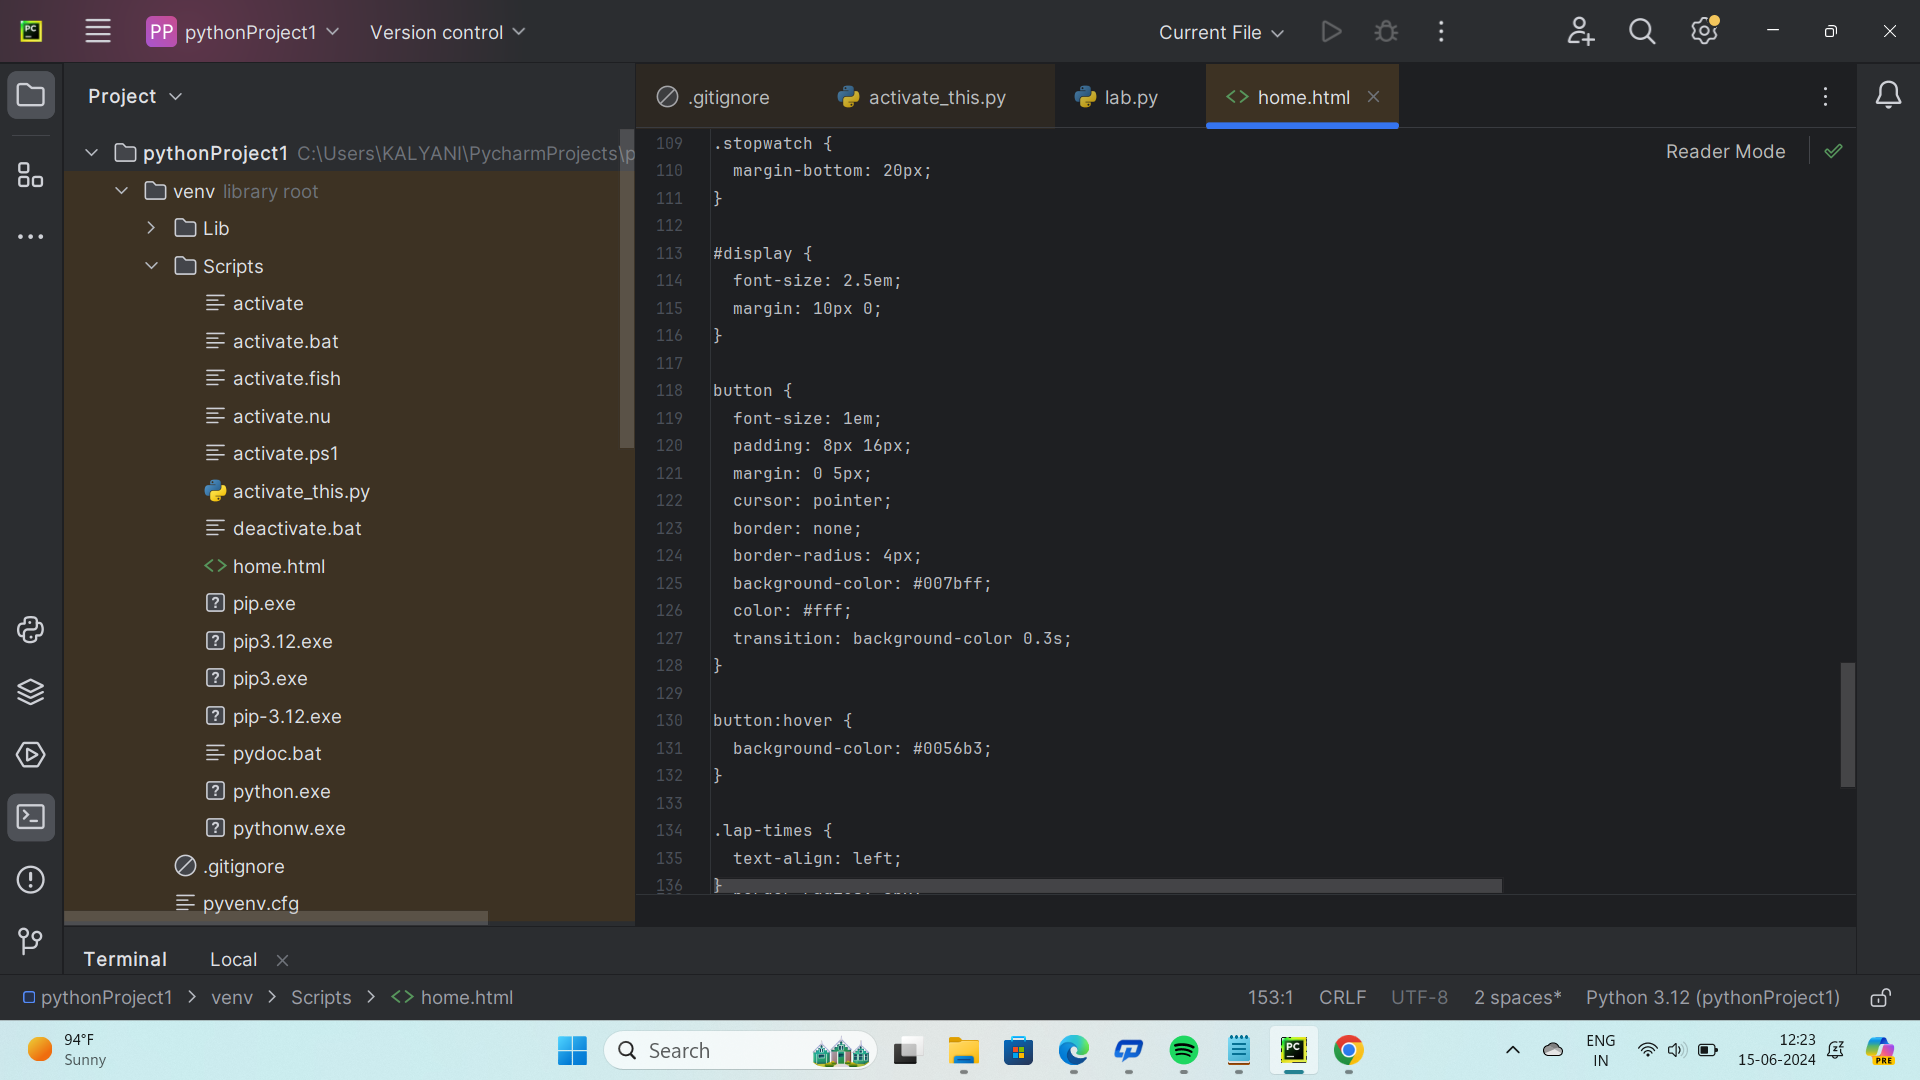 PC
PP pythonProject1
Version control
Current File
Project
.gitignore
activate_this.py
lab.py
<> home.html
pythonProject1 C:\Users\KALYANI\PycharmProjects\p
venv library root
Lib
Scripts
activate
activate.bat
activate.fish
activate.nu
activate.ps1
activate_this.py
deactivate.bat
<> home.html
? pip.exe
? pip3.12.exe
? pip3.exe
? pip-3.12.exe
pydoc.bat
? python.exe
? pythonw.exe
.gitignore
pyvenv.cfg
Reader Mode
109 .stopwatch {
110 margin-bottom: 20px;
111 }
112
113 #display {
114 font-size: 2.5em;
115 margin: 10px 0;
116 }
117
118 button {
119 font-size: 1em;
120 padding: 8px 16px;
121 margin: 0 5px;
122 cursor: pointer;
123 border: none;
124 border-radius: 4px;
125 background-color: #007bff;
126 color: #fff;
127 transition: background-color 0.3s;
128 }
129
130 button:hover {
131 background-color: #0056b3;
132 }
133
134 .lap-times {
135 text-align: left;
136 }
Terminal
Local
pythonProject1 > venv > Scripts > <> home.html
153:1 CRLF UTF-8 2 spaces* Python 3.12 (pythonProject1)
94°F
Sunny
Search
PC
ENG
IN
12:23
15-06-2024
PRE